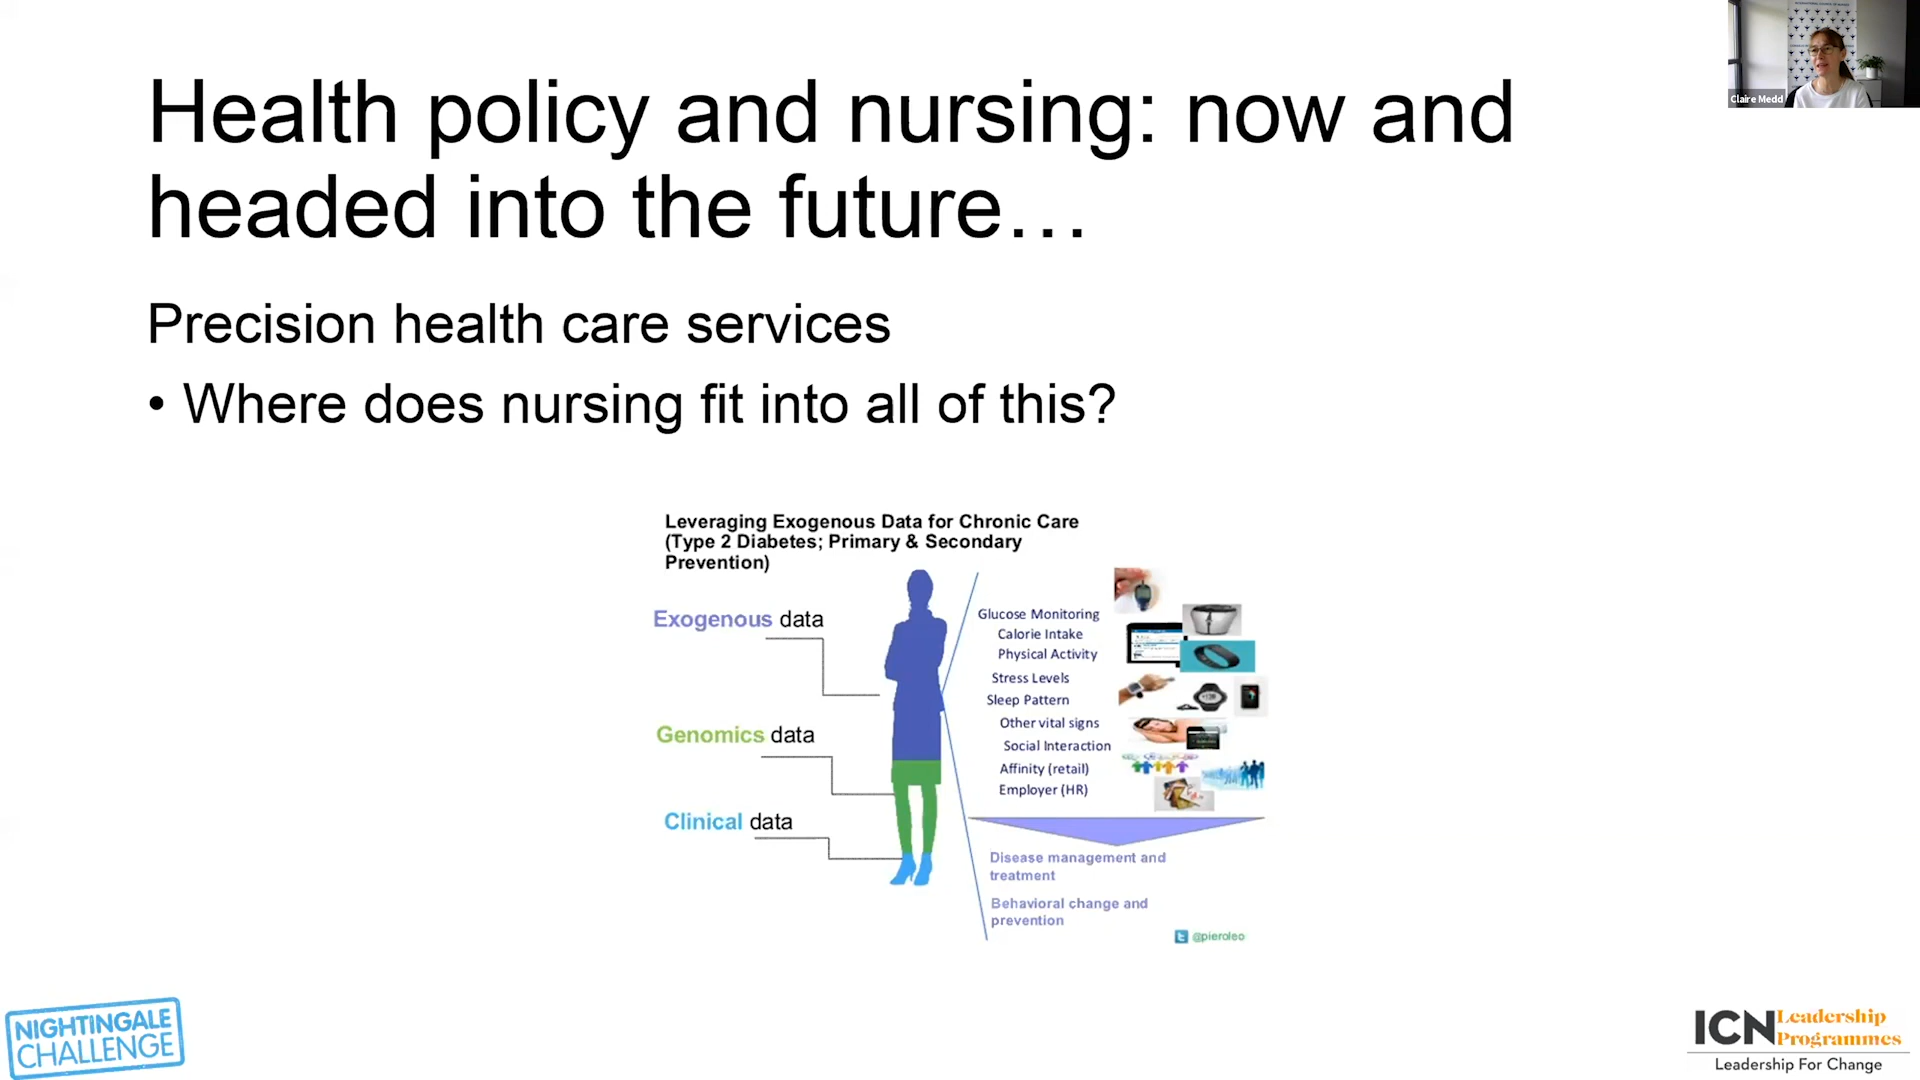 Health policy and nursing: now and
headed into the future…
Claire Medd
Precision health care services
• Where does nursing fit into all of this?
Leveraging Exogenous Data for Chronic Care
(Type 2 Diabetes; Primary & Secondary
Prevention)
Exogenous data
Genomics data
Clinical data
Glucose Monitoring
Calorie Intake
Physical Activity
Stress Levels
Sleep Pattern
Other vital signs
Social Interaction
Affinity (retail)
Employer (HR)
Disease management and
treatment
Behavioral change and
prevention
@pieroleo
NIGHTINGALE
CHALLENGE
ICN Leadership
Programmes
Leadership For Change